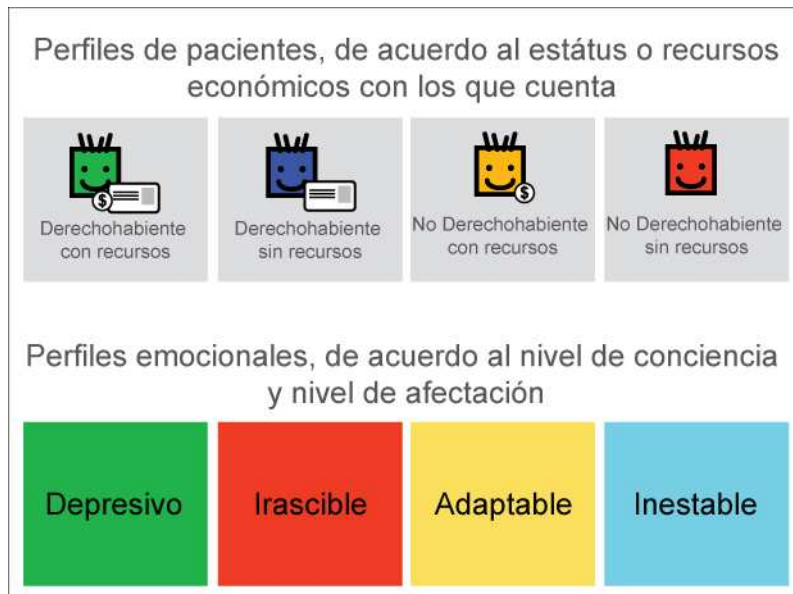 Perfiles de pacientes, de acuerdo al estátus o recursos
económicos con los que cuenta
$
$
Derechohabiente
con recursos
Derechohabiente
sin recursos
No Derechohabiente
con recursos
No Derechohabiente
sin recursos
Perfiles emocionales, de acuerdo al nivel de conciencia
y nivel de afectación
Depresivo
Irascible
Adaptable
Inestable